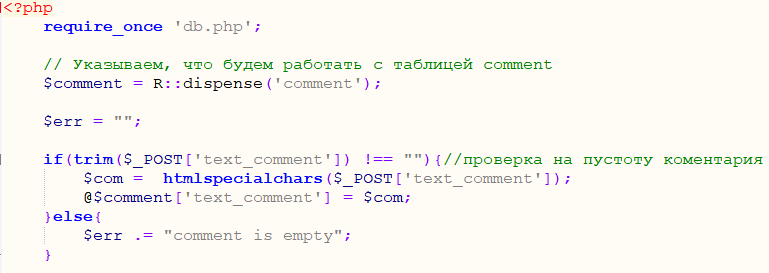 <?php
require_once 'db.php';
// Указываем, что будем работать с таблицей comment
$comment = R::dispense('comment');
$err = "";
if(trim($_POST['text_comment']) !== ""){//проверка на пустоту коментария
$com =  htmlspecialchars($_POST['text_comment']);
@$comment['text_comment'] = $com;
}else{
$err .= "comment is empty";
}